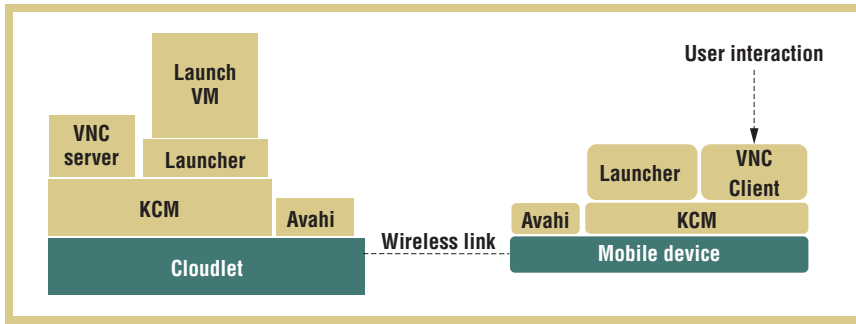 Launch
VM
VNC
server
Launcher
KCM
Avahi
Cloudlet
Wireless link
User interaction
Launcher
VNC
Client
Avahi
KCM
Mobile device